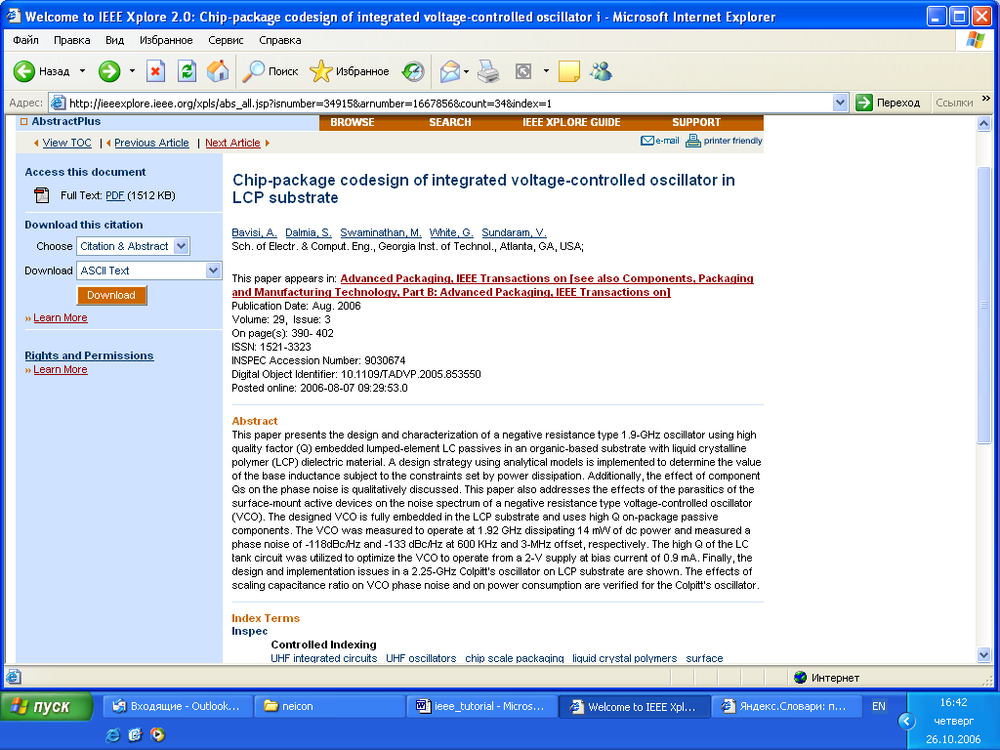 Welcome to IEEE Xplore 2.0: Chip-package codesign of integrated voltage-controlled oscillator i - Microsoft Internet Explorer
Файл Правка Вид Избранное Сервис Справка
Назад Поиск Избранное
Адрес: http://ieeexplore.ieee.org/xpls/abs_all.jsp?isnumber=34915&arnumber=1667856&count=34&index=1 Переход Ссылки »
AbstractPlus BROWSE SEARCH IEEE XPLORE GUIDE SUPPORT
View TOC | Previous Article | Next Article e-mail printer friendly
Access this document
Full Text: PDF (1512 KB)
Download this citation
Choose Citation & Abstract
Download ASCII Text
Download
» Learn More
Rights and Permissions
» Learn More
Chip-package codesign of integrated voltage-controlled oscillator in
LCP substrate
Bavisi, A. Dalmia, S. Swaminathan, M. White, G. Sundaram, V.
Sch. of Electr. & Comput. Eng., Georgia Inst. of Technol., Atlanta, GA, USA;
This paper appears in: Advanced Packaging, IEEE Transactions on [see also Components, Packaging
and Manufacturing Technology, Part B: Advanced Packaging, IEEE Transactions on]
Publication Date: Aug. 2006
Volume: 29, Issue: 3
On page(s): 390- 402
ISSN: 1521-3323
INSPEC Accession Number: 9030674
Digital Object Identifier: 10.1109/TADVP.2005.853550
Posted online: 2006-08-07 09:29:53.0
Abstract
This paper presents the design and characterization of a negative resistance type 1.9-GHz oscillator using high
quality factor (Q) embedded lumped-element LC passives in an organic-based substrate with liquid crystalline
polymer (LCP) dielectric material. A design strategy using analytical models is implemented to determine the value
of the base inductance subject to the constraints set by power dissipation. Additionally, the effect of component
Qs on the phase noise is qualitatively discussed. This paper also addresses the effects of the parasitics of the
surface-mount active devices on the noise spectrum of a negative resistance type voltage-controlled oscillator
(VCO). The designed VCO is fully embedded in the LCP substrate and uses high Q on-package passive
components. The VCO was measured to operate at 1.92 GHz dissipating 14 mW of dc power and measured a
phase noise of -118dBc/Hz and -133 dBc/Hz at 600 KHz and 3-MHz offset, respectively. The high Q of the LC
tank circuit was utilized to optimize the VCO to operate from a 2-V supply at bias current of 0.9 mA. Finally, the
design and implementation issues in a 2.25-GHz Colpitt's oscillator on LCP substrate are shown. The effects of
scaling capacitance ratio on VCO phase noise and on power consumption are verified for the Colpitt's oscillator.
Index Terms
Inspec
Controlled Indexing
UHF integrated circuits UHF oscillators chip scale packaging liquid crystal polymers surface
Интернет
пуск Входящие - Outlook... neicon ieee_tutorial - Micros... Welcome to IEEE Xpl... Яндекс.Словари: п... EN
16:42
четверг
26.10.2006